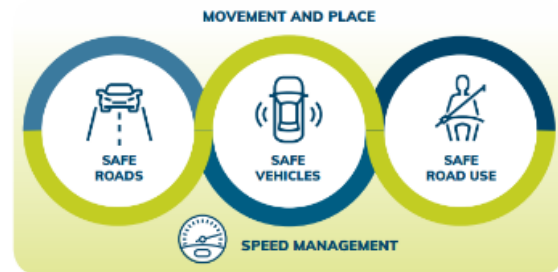 MOVEMENT AND PLACE
SAFE
ROADS
SAFE
VEHICLES
SAFE
ROAD USE
SPEED MANAGEMENT